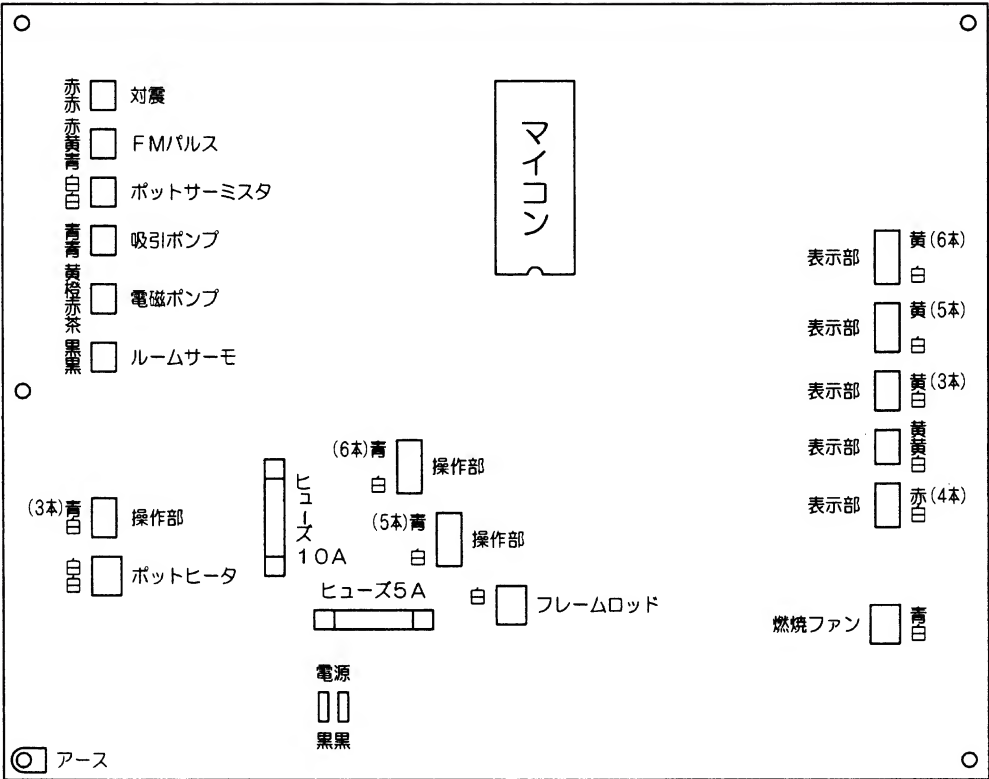 赤
赤
対震
赤
黄
青
FMパルス
白
白
ポットサーミスタ
青
青
吸引ポンプ
黄
橙
赤
茶
電磁ポンプ
黒
黒
ルームサーモ
マイコン
表示部
黄(6本)
白
表示部
黄(5本)
白
表示部
黄(3本)
白
表示部
黄
黄
白
表示部
赤(4本)
白
(6本)青
白
操作部
ヒューズ
10A
(3本)青
白
操作部
(5本)青
白
操作部
白
白
ポットヒータ
ヒューズ5A
白
フレームロッド
燃焼ファン
青
白
電源
黒黒
アース